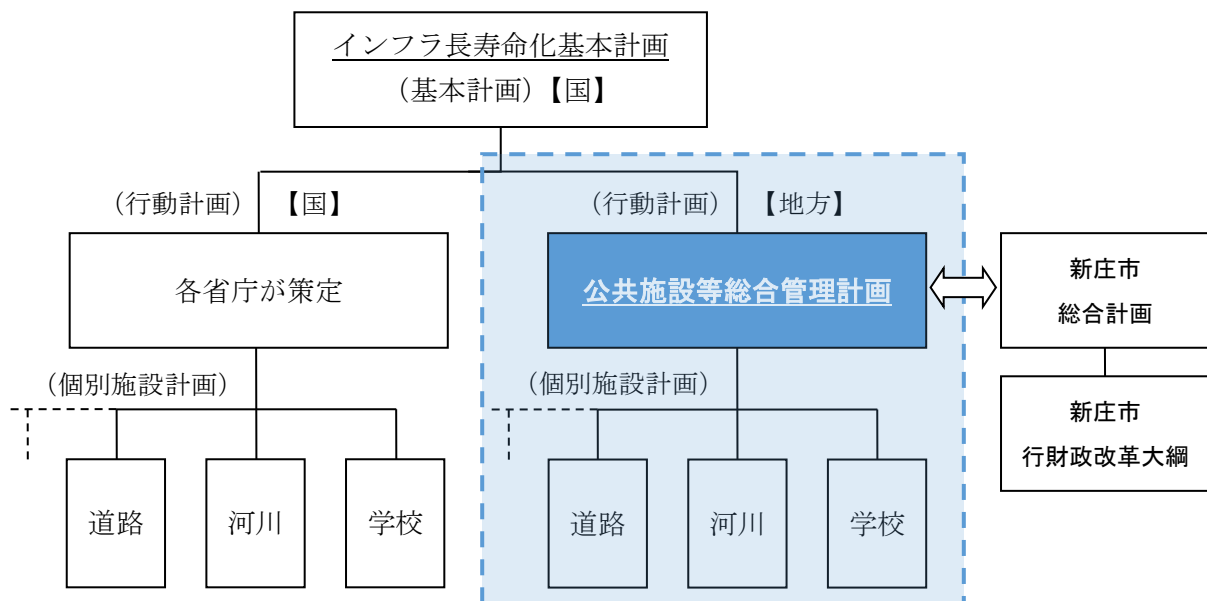 インフラ長寿命化基本計画
（基本計画）【国】
（行動計画）　【国】
（行動計画）　【地方】
各省庁が策定
公共施設等総合管理計画
新庄市
総合計画
（個別施設計画）
（個別施設計画）
新庄市
行財政改革大綱
道路
河川
学校
道路
河川
学校